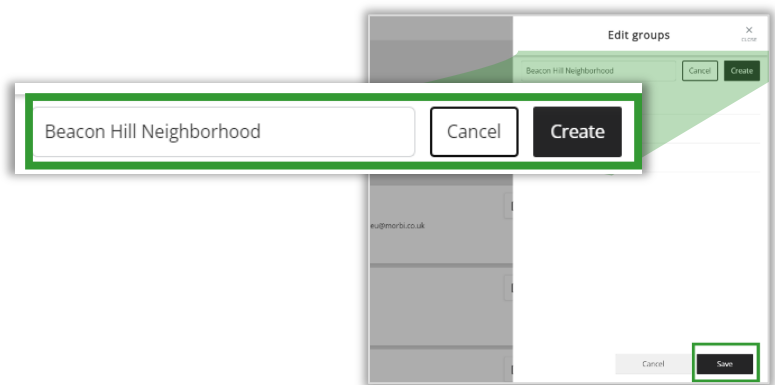 Edit groups
CLOSE
Beacon Hill Neighborhood Cancel Create
Beacon Hill Neighborhood Cancel Create
eu@morbi.co.uk
Cancel Save